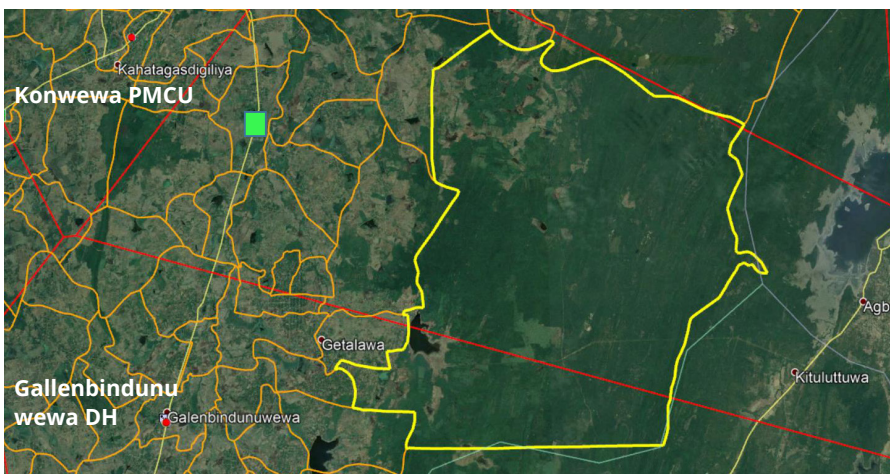 Kahatagasdigiliya
Konwewa PMCU
Getalawa
Agb
Kituluttuwa
Gallenbindunu
wewa DH
Galenbindunuwewa